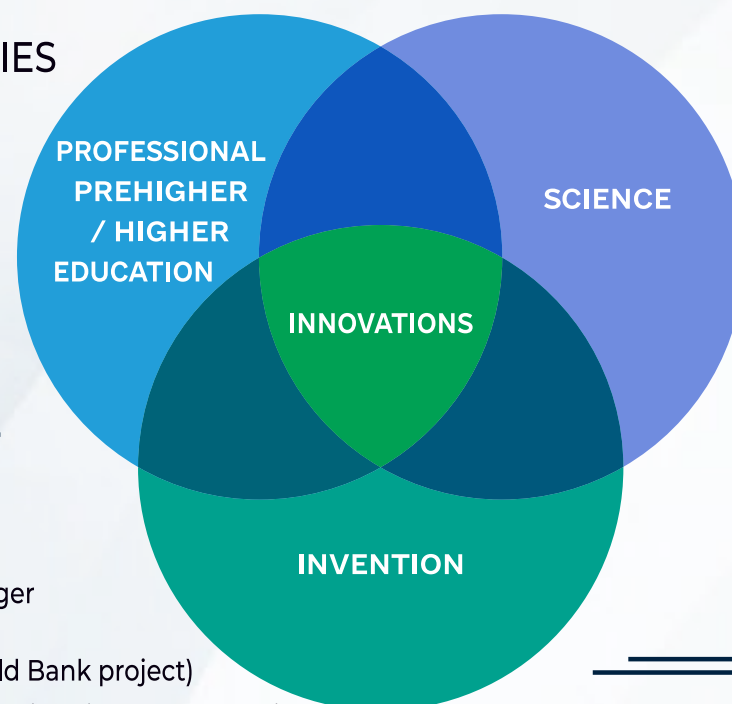 IES
PROFESSIONAL
PREHIGHER
/ HIGHER
EDUCATION
SCIENCE
INNOVATIONS
INVENTION
ger
ld Bank project)